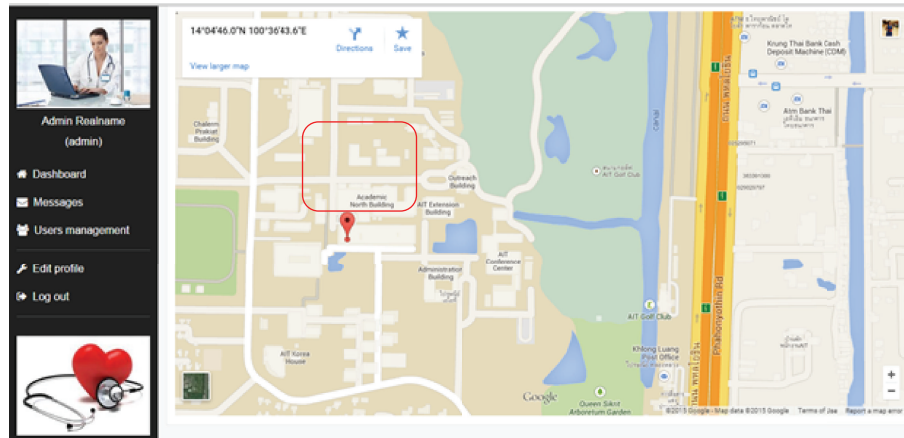 Admin Realname
(admin)
Dashboard
Messages
Users management
Edit profile
Log out
14°04'46.0"N 100°36'43.6"E
Directions
Save
View larger map
Chalerm
Prakiat
Building
Academic
North Building
Outreach
Building
AIT Extension
Building
Administration
Building
AIT
Conference
Center
AIT Korea
House
Canal
AIT Golf Club
AIT Golf Club
Khlong Luang
Post Office
Queen Sikit
Arboretum Garden
Phahonyothin Rd
Krung Thai Bank Cash
Deposit Machine (COM)
Atm Bank Thai
Google
©2015 Google - Map data ©2015 Google
Terms of Use
Report a map error
+
−